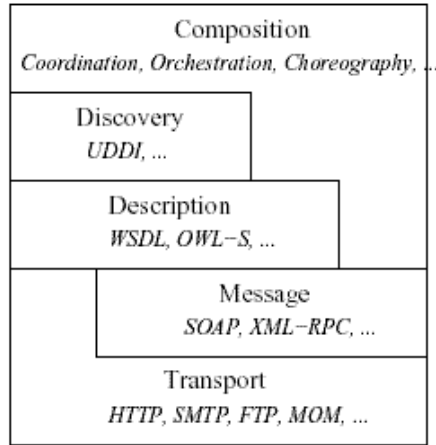 Composition
Coordination, Orchestration, Choreography, ...
Discovery
UDDI, ...
Description
WSDL, OWL-S, ...
Message
SOAP, XML-RPC, ...
Transport
HTTP, SMTP, FTP, MOM, ...